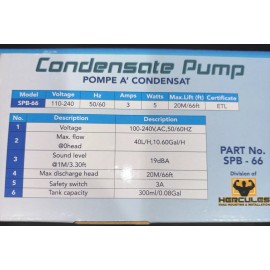 Condensate Pump
POMPE A' CONDENSAT
Model Voltage Hz Amps Watts Max.Lift (ft) Certificate
SPB-66 110-240 50/60 3 5 20M/66ft ETL
No. Description Description
1 Voltage 100-240V,AC,50/60HZ
2 Max. flow @0head 40L/H,10.60Gal/H
3 Sound level @1M/3.30ft 19dBA
4 Max discharge head 20M/66ft
5 Safety switch 3A
6 Tank capacity 300ml/0.08Gal
PART No.
SPB - 66
Division of
HERCULES